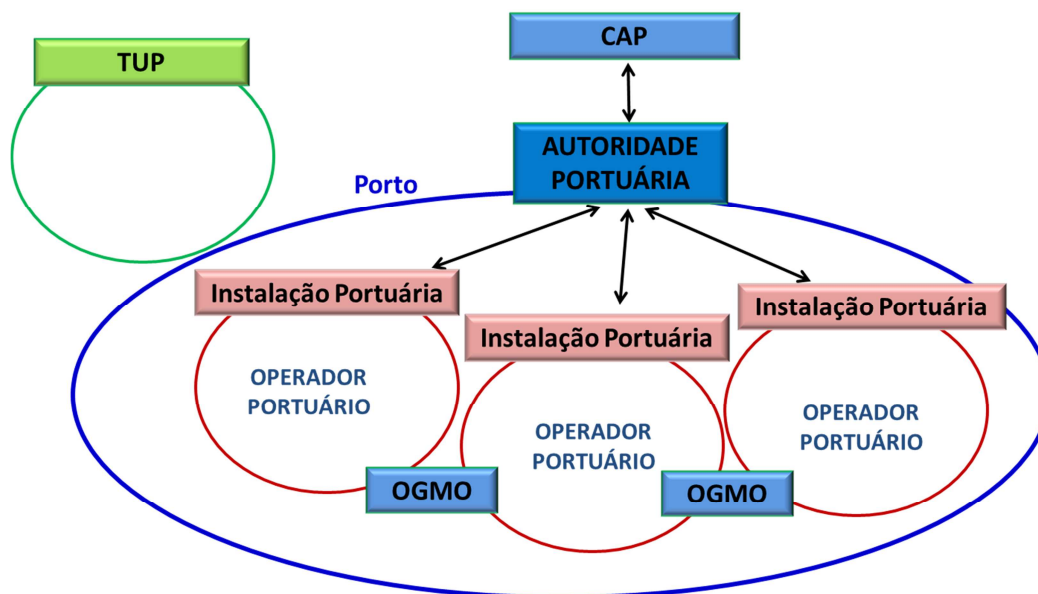 TUP
CAP
AUTORIDADE
PORTUÁRIA
Porto
Instalação Portuária
Instalação Portuária
Instalação Portuária
OPERADOR
PORTUÁRIO
OPERADOR
PORTUÁRIO
OPERADOR
PORTUÁRIO
OGMO
OGMO